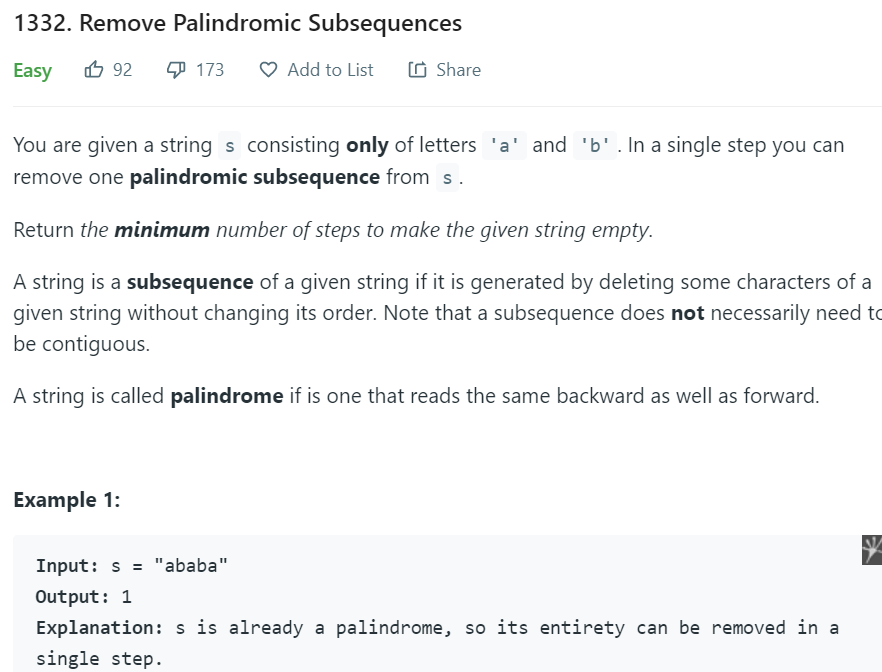 1332. Remove Palindromic Subsequences
Easy 92 173 Add to List Share
You are given a string s consisting only of letters 'a' and 'b' . In a single step you can
remove one palindromic subsequence from s .
Return the minimum number of steps to make the given string empty.
A string is a subsequence of a given string if it is generated by deleting some characters of a
given string without changing its order. Note that a subsequence does not necessarily need to
be contiguous.
A string is called palindrome if is one that reads the same backward as well as forward.
Example 1:
Input: s = "ababa"
Output: 1
Explanation: s is already a palindrome, so its entirety can be removed in a
single step.